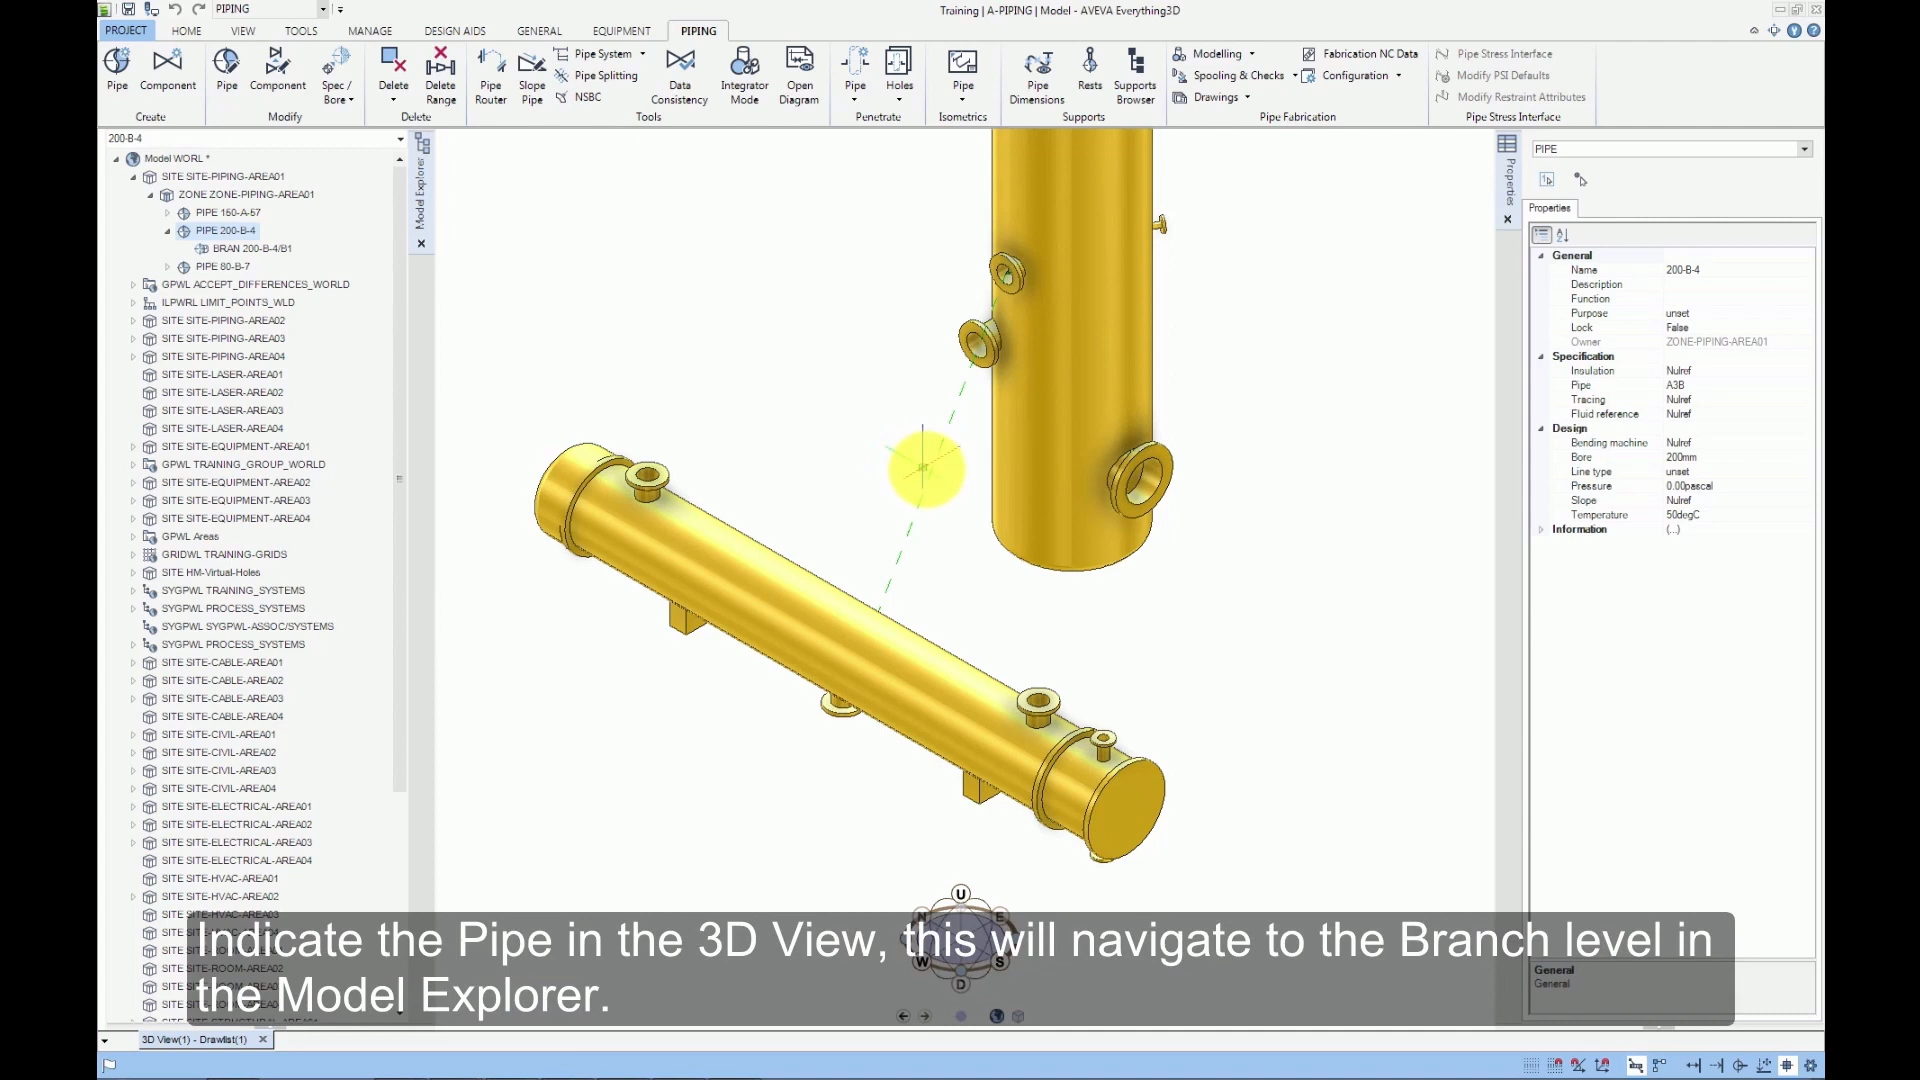 PIPING
Training | A-PIPING | Model - AVEVA Everything3D
PROJECT HOME VIEW TOOLS MANAGE DESIGN AIDS GENERAL EQUIPMENT PIPING
Pipe Component
Create
Pipe Component Spec / Bore
Modify
Delete Delete Range
Delete
Pipe Router Slope Pipe
Pipe System
Pipe Splitting
NSBC
Data Consistency Integrator Mode Open Diagram
Tools
Pipe Holes
Penetrate
Pipe
Isometrics
Pipe Dimensions Rests Supports Browser
Supports
Modelling
Spooling & Checks
Drawings
Fabrication NC Data
Configuration
Pipe Fabrication
Pipe Stress Interface
Modify PSI Defaults
Modify Restraint Attributes
Pipe Stress Interface
200-B-4
Model WORL *
SITE SITE-PIPING-AREA01
ZONE ZONE-PIPING-AREA01
PIPE 150-A-57
PIPE 200-B-4
BRAN 200-B-4/B1
PIPE 80-B-7
GPWL ACCEPT_DIFFERENCES_WORLD
ILPWRL LIMIT_POINTS_WLD
SITE SITE-PIPING-AREA02
SITE SITE-PIPING-AREA03
SITE SITE-PIPING-AREA04
SITE SITE-LASER-AREA01
SITE SITE-LASER-AREA02
SITE SITE-LASER-AREA03
SITE SITE-LASER-AREA04
SITE SITE-EQUIPMENT-AREA01
GPWL TRAINING_GROUP_WORLD
SITE SITE-EQUIPMENT-AREA02
SITE SITE-EQUIPMENT-AREA03
SITE SITE-EQUIPMENT-AREA04
GPWL Areas
GRIDWL TRAINING-GRIDS
SITE HM-Virtual-Holes
SYGPWL TRAINING_SYSTEMS
SYGPWL PROCESS_SYSTEMS
SYGPWL SYGPWL-ASSOC/SYSTEMS
SYGPWL PROCESS_SYSTEMS
SITE SITE-CABLE-AREA01
SITE SITE-CABLE-AREA02
SITE SITE-CABLE-AREA03
SITE SITE-CABLE-AREA04
SITE SITE-CIVIL-AREA01
SITE SITE-CIVIL-AREA02
SITE SITE-CIVIL-AREA03
SITE SITE-CIVIL-AREA04
SITE SITE-ELECTRICAL-AREA01
SITE SITE-ELECTRICAL-AREA02
SITE SITE-ELECTRICAL-AREA03
SITE SITE-ELECTRICAL-AREA04
SITE SITE-HVAC-AREA01
SITE SITE-HVAC-AREA02
SITE SITE-HVAC-AREA03
Model Explorer
U
N E
W S
D
Properties
PIPE
Properties
General
Name 200-B-4
Description
Function
Purpose unset
Lock False
Owner ZONE-PIPING-AREA01
Specification
Insulation Nulref
Pipe A3B
Tracing Nulref
Fluid reference Nulref
Design
Bending machine Nulref
Bore 200mm
Line type unset
Pressure 0.00pascal
Slope Nulref
Temperature 50degC
Information (...)
General
General
Indicate the Pipe in the 3D View, this will navigate to the Branch level in
the Model Explorer.
3D View(1) - Drawlist(1)